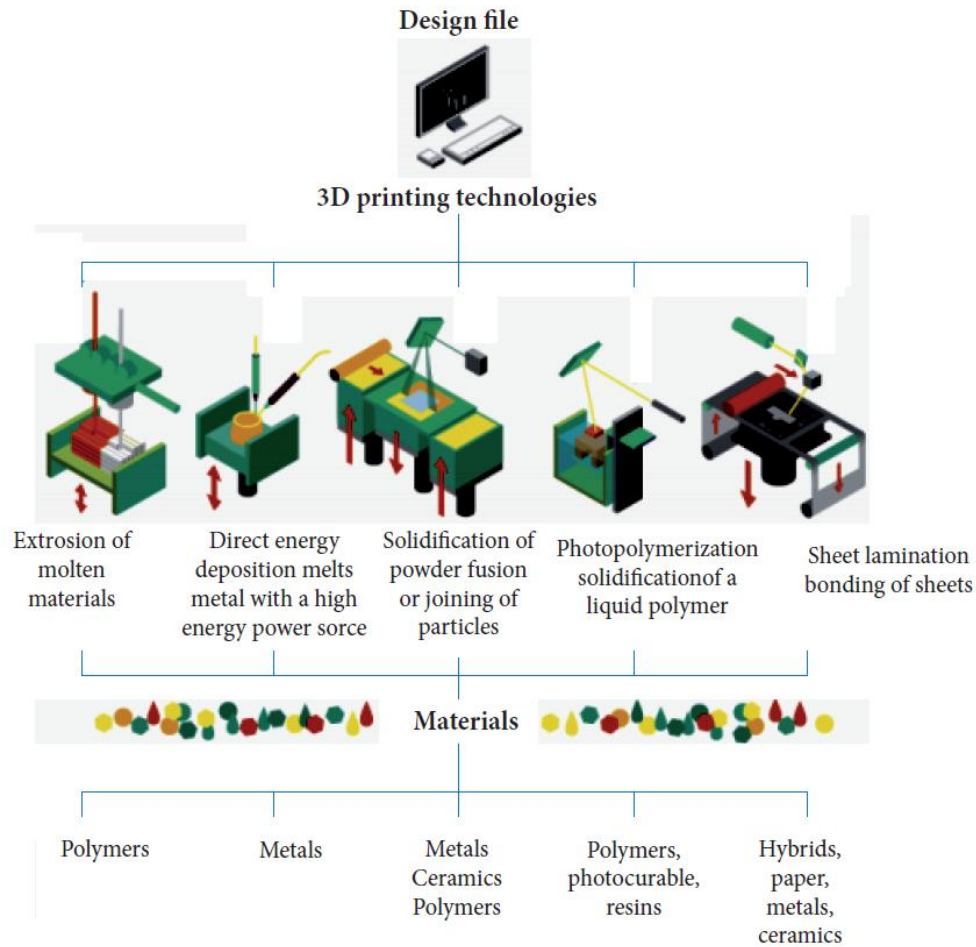 Design file
3D printing technologies
Extrosion of
molten
materials
Direct energy
deposition melts
metal with a high
energy power sorce
Solidification of
powder fusion
or joining of
particles
Photopolymerization
solidificationof a
liquid polymer
Sheet lamination
bonding of sheets
Materials
Polymers
Metals
Metals
Ceramics
Polymers
Polymers,
photocurable,
resins
Hybrids,
paper,
metals,
ceramics